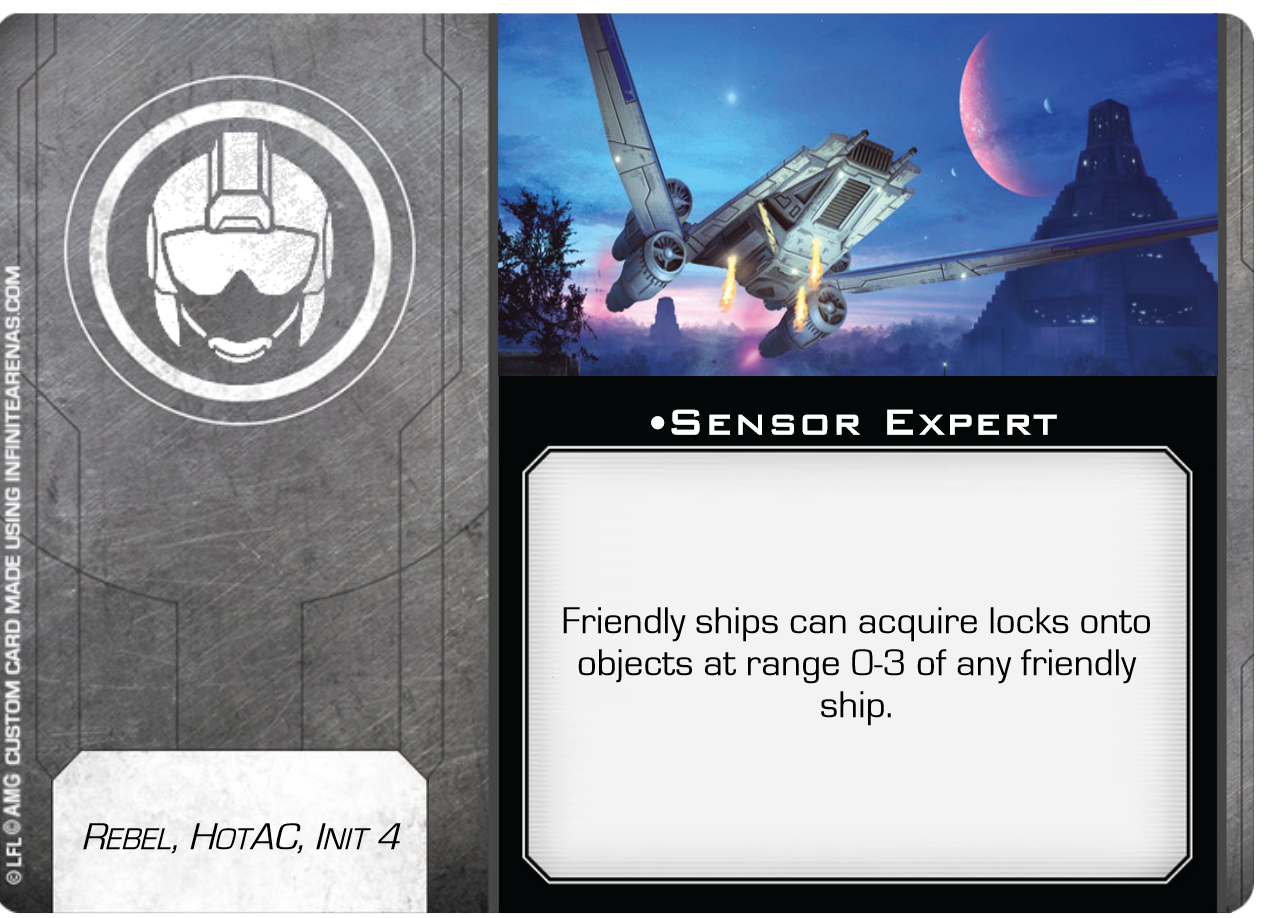 •Sensor Expert
Friendly ships can acquire locks onto
objects at range 0-3 of any friendly
ship.
Rebel, HotAC, Init 4
©LFL ©AMG CUSTOM CARD MADE USING INFINITEARENAS.COM